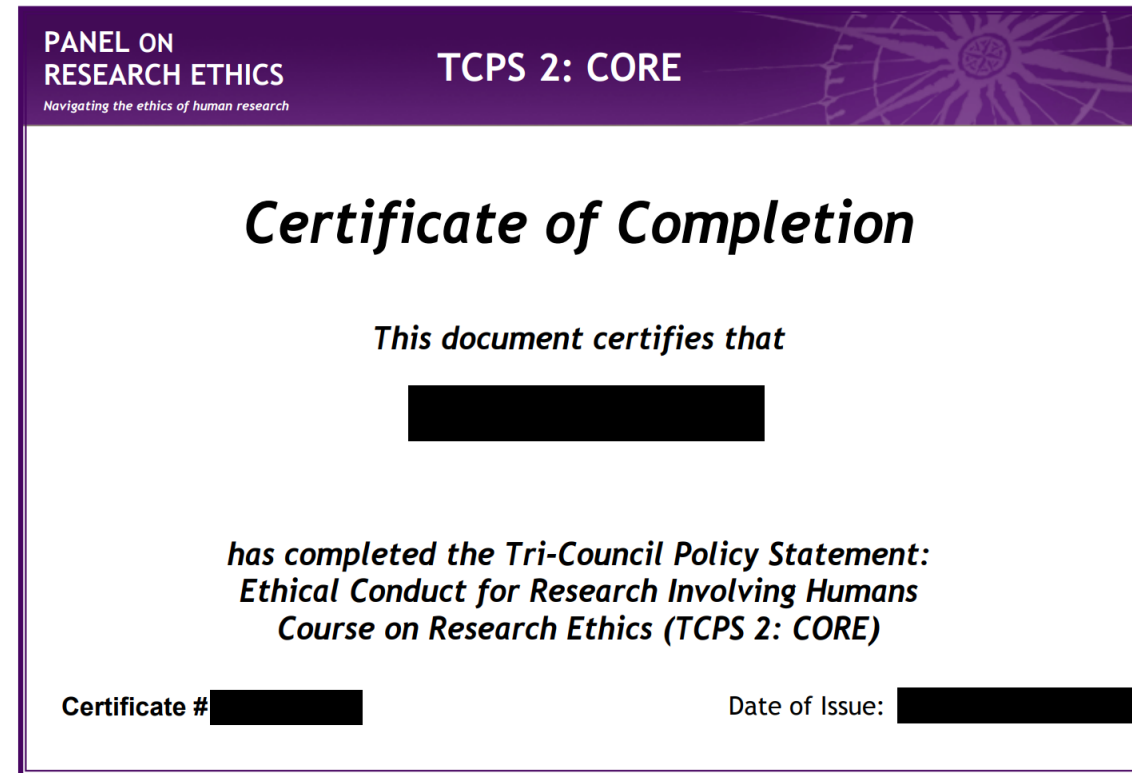 PANEL ON
RESEARCH ETHICS
Navigating the ethics of human research
TCPS 2: CORE
Certificate of Completion
This document certifies that
has completed the Tri-Council Policy Statement:
Ethical Conduct for Research Involving Humans
Course on Research Ethics (TCPS 2: CORE)
Certificate #
Date of Issue: